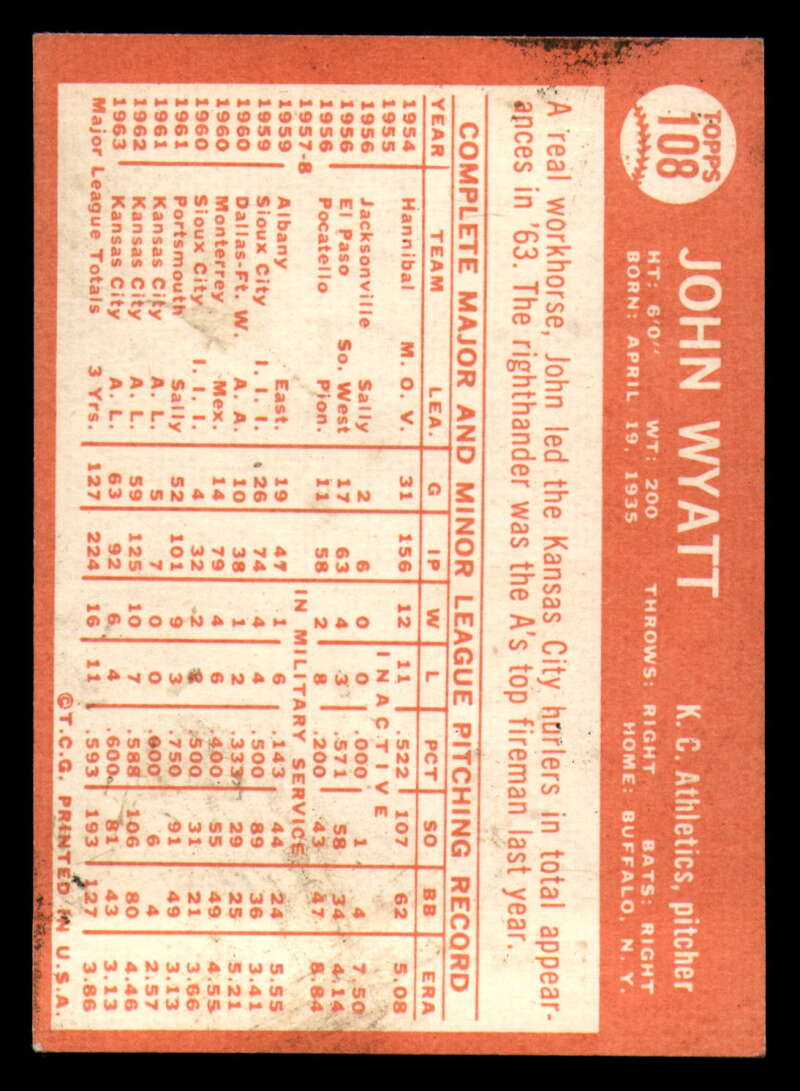 TOPPS
108
JOHN WYATT
K. C. Athletics, pitcher
HT: 6'0" WT: 200 THROWS: RIGHT BATS: RIGHT
BORN: APRIL 19, 1935 HOME: BUFFALO, N. Y.
A real workhorse, John led the Kansas City hurlers in total appear-
ances in '63. The righthander was the A's top fireman last year.
COMPLETE MAJOR AND MINOR LEAGUE PITCHING RECORD
YEAR TEAM LEA. G IP W L PCT SO BB ERA
1954 Hannibal M. O. V. 31 156 12 11 .522 107 62 5.08
1955 INACTIVE
1956 Jacksonville Sally 2 6 0 0 .000 1 4 7.50
1956 El Paso So. West 17 63 4 3 .571 58 34 4.14
1956 Pocatello Pion. 11 58 2 8 .200 43 47 8.84
1957-8 IN MILITARY SERVICE
1959 Albany East. 19 47 1 6 .143 44 24 5.55
1959 Sioux City I. I. I. 26 74 4 4 .500 89 36 3.41
1960 Dallas-Ft. W. A. A. 10 38 1 2 .333 29 25 5.21
1960 Monterrey Mex. 14 79 4 6 .400 55 49 4.55
1960 Sioux City I. I. I. 4 32 2 2 .500 31 21 3.66
1961 Portsmouth Sally 52 101 9 3 .750 91 49 3.13
1961 Kansas City A. L. 5 7 0 0 .000 6 4 2.57
1962 Kansas City A. L. 59 125 10 7 .588 106 80 4.46
1963 Kansas City A. L. 63 92 6 4 .600 81 43 3.13
Major League Totals 3 Yrs. 127 224 16 11 .593 193 127 3.86
©T.C.G. PRINTED IN U.S.A.